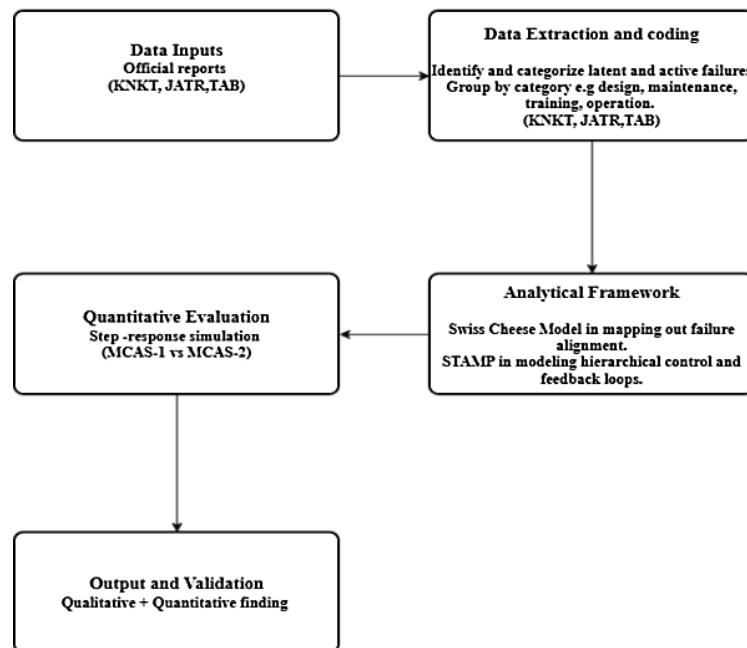 Data Inputs
Official reports
(KNKT, JATR,TAB)
Data Extraction and coding
Identify and categorize latent and active failures
Group by category e.g design, maintenance,
training, operation.
(KNKT, JATR,TAB)
Analytical Framework
Swiss Cheese Model in mapping out failure
alignment.
STAMP in modeling hierarchical control and
feedback loops.
Quantitative Evaluation
Step -response simulation
(MCAS-1 vs MCAS-2)
Output and Validation
Qualitative + Quantitative finding